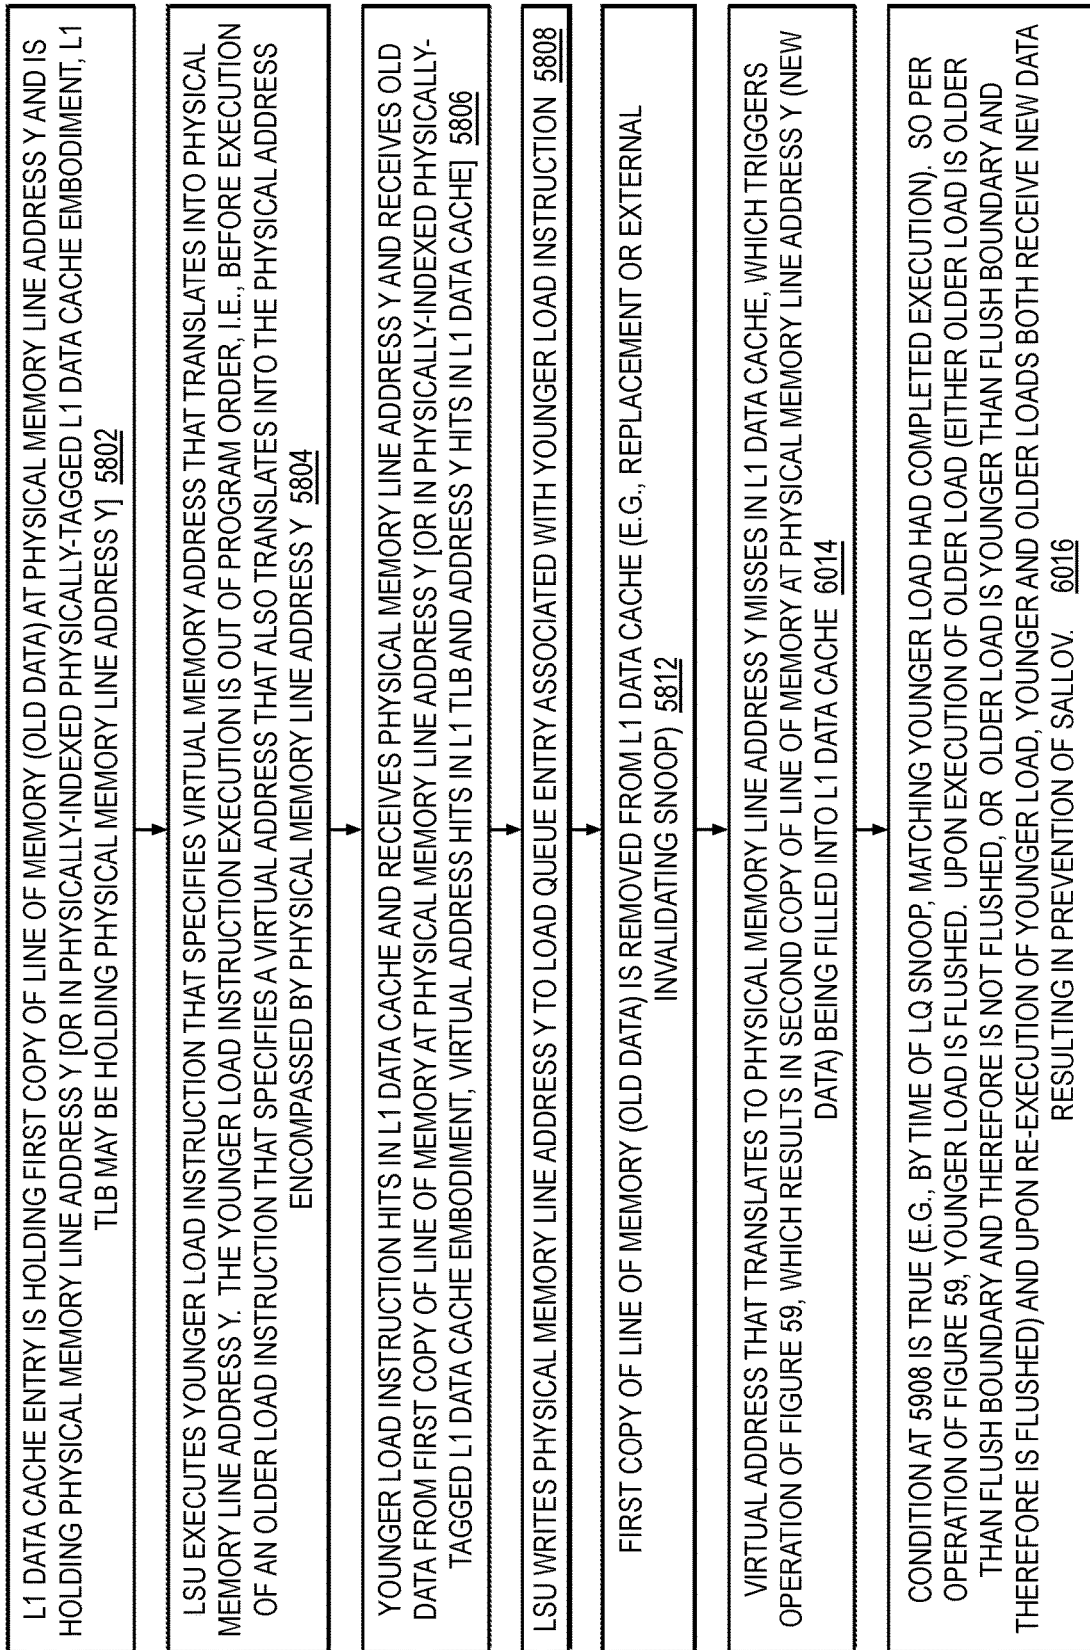 L1 DATA CACHE ENTRY IS HOLDING FIRST COPY OF LINE OF MEMORY (OLD DATA) AT PHYSICAL MEMORY LINE ADDRESS Y AND IS
HOLDING PHYSICAL MEMORY LINE ADDRESS Y [OR IN PHYSICALLY-INDEXED PHYSICALLY-TAGGED L1 DATA CACHE EMBODIMENT, L1
TLB MAY BE HOLDING PHYSICAL MEMORY LINE ADDRESS Y] 5802
LSU EXECUTES YOUNGER LOAD INSTRUCTION THAT SPECIFIES VIRTUAL MEMORY ADDRESS THAT TRANSLATES INTO PHYSICAL
MEMORY LINE ADDRESS Y. THE YOUNGER LOAD INSTRUCTION EXECUTION IS OUT OF PROGRAM ORDER, I.E., BEFORE EXECUTION
OF AN OLDER LOAD INSTRUCTION THAT SPECIFIES A VIRTUAL ADDRESS THAT ALSO TRANSLATES INTO THE PHYSICAL ADDRESS
ENCOMPASSED BY PHYSICAL MEMORY LINE ADDRESS Y 5804
YOUNGER LOAD INSTRUCTION HITS IN L1 DATA CACHE AND RECEIVES PHYSICAL MEMORY LINE ADDRESS Y AND RECEIVES OLD
DATA FROM FIRST COPY OF LINE OF MEMORY AT PHYSICAL MEMORY LINE ADDRESS Y [OR IN PHYSICALLY-INDEXED PHYSICALLY-
TAGGED L1 DATA CACHE EMBODIMENT, VIRTUAL ADDRESS HITS IN L1 TLB AND ADDRESS Y HITS IN L1 DATA CACHE] 5806
LSU WRITES PHYSICAL MEMORY LINE ADDRESS Y TO LOAD QUEUE ENTRY ASSOCIATED WITH YOUNGER LOAD INSTRUCTION 5808
FIRST COPY OF LINE OF MEMORY (OLD DATA) IS REMOVED FROM L1 DATA CACHE (E.G., REPLACEMENT OR EXTERNAL
INVALIDATING SNOOP) 5812
VIRTUAL ADDRESS THAT TRANSLATES TO PHYSICAL MEMORY LINE ADDRESS Y MISSES IN L1 DATA CACHE, WHICH TRIGGERS
OPERATION OF FIGURE 59, WHICH RESULTS IN SECOND COPY OF LINE OF MEMORY AT PHYSICAL MEMORY LINE ADDRESS Y (NEW
DATA) BEING FILLED INTO L1 DATA CACHE 6014
CONDITION AT 5908 IS TRUE (E.G., BY TIME OF LQ SNOOP, MATCHING YOUNGER LOAD HAD COMPLETED EXECUTION). SO PER
OPERATION OF FIGURE 59, YOUNGER LOAD IS FLUSHED. UPON EXECUTION OF OLDER LOAD (EITHER OLDER LOAD IS OLDER
THAN FLUSH BOUNDARY AND THEREFORE IS NOT FLUSHED, OR OLDER LOAD IS YOUNGER THAN FLUSH BOUNDARY AND
THEREFORE IS FLUSHED) AND UPON RE-EXECUTION OF YOUNGER LOAD, YOUNGER AND OLDER LOADS BOTH RECEIVE NEW DATA
RESULTING IN PREVENTION OF SALLOV. 6016